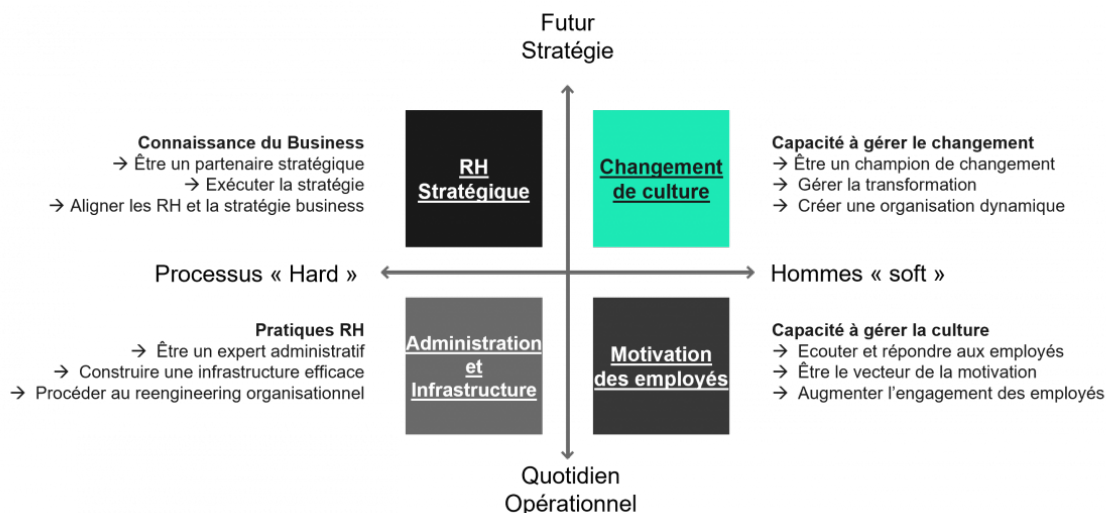 Futur
Stratégie
Connaissance du Business
→ Être un partenaire stratégique
→ Exécuter la stratégie
→ Aligner les RH et la stratégie business
RH
Stratégique
Changement
de culture
Capacité à gérer le changement
→ Être un champion de changement
→ Gérer la transformation
→ Créer une organisation dynamique
Processus « Hard »
Hommes « soft »
Pratiques RH
→ Être un expert administratif
→ Construire une infrastructure efficace
→ Procéder au reengineering organisationnel
Administration
et
Infrastructure
Motivation
des employés
Capacité à gérer la culture
→ Ecouter et répondre aux employés
→ Être le vecteur de la motivation
→ Augmenter l'engagement des employés
Quotidien
Opérationnel